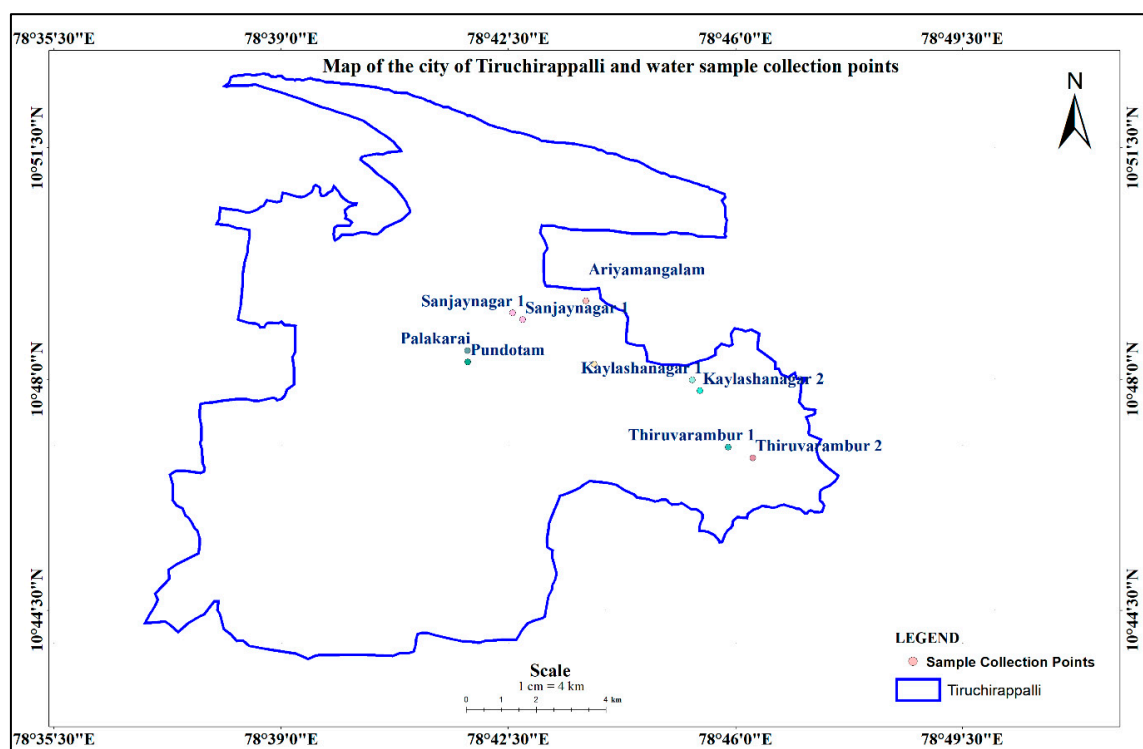 78°35'30"E 78°39'0"E 78°42'30"E 78°46'0"E 78°49'30"E
Map of the city of Tiruchirappalli and water sample collection points
N
10°51'30"N 10°51'30"N
Ariyamangalam
Sanjaynagar 1 Sanjaynagar 1
Palakarai
Pundotam
Kaylashanagar 1 Kaylashanagar 2
10°48'0"N 10°48'0"N
Thiruvarambur 1 Thiruvarambur 2
10°44'30"N 10°44'30"N
LEGEND
Sample Collection Points
Tiruchirappalli
Scale
1 cm = 4 km
0 2 4 km
78°35'30"E 78°39'0"E 78°42'30"E 78°46'0"E 78°49'30"E